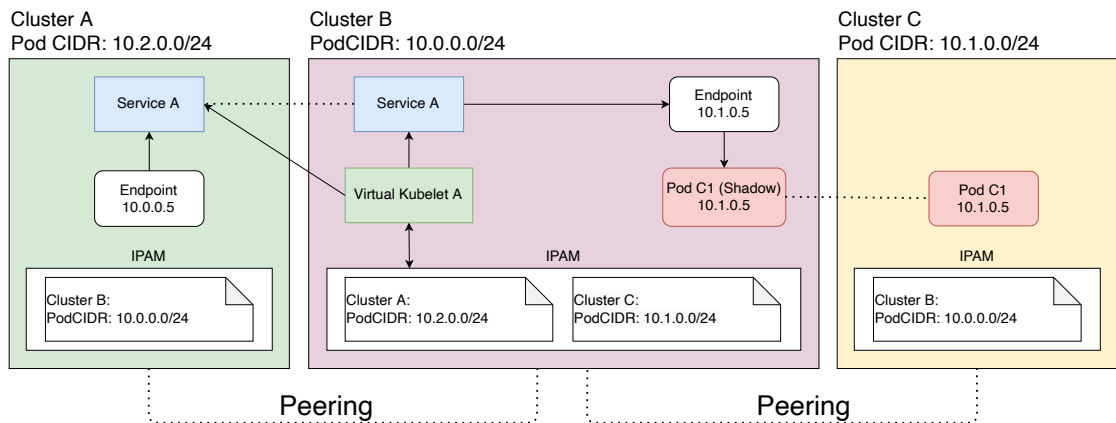 Cluster A
Pod CIDR: 10.2.0.0/24
Service A
Endpoint
10.0.0.5
IPAM
Cluster B:
PodCIDR: 10.0.0.0/24
Cluster B
PodCIDR: 10.0.0.0/24
Service A
Endpoint
10.1.0.5
Virtual Kubelet A
Pod C1 (Shadow)
10.1.0.5
IPAM
Cluster A:
PodCIDR: 10.2.0.0/24
Cluster C:
PodCIDR: 10.1.0.0/24
Cluster C
Pod CIDR: 10.1.0.0/24
Pod C1
10.1.0.5
IPAM
Cluster B:
PodCIDR: 10.0.0.0/24
Peering
Peering